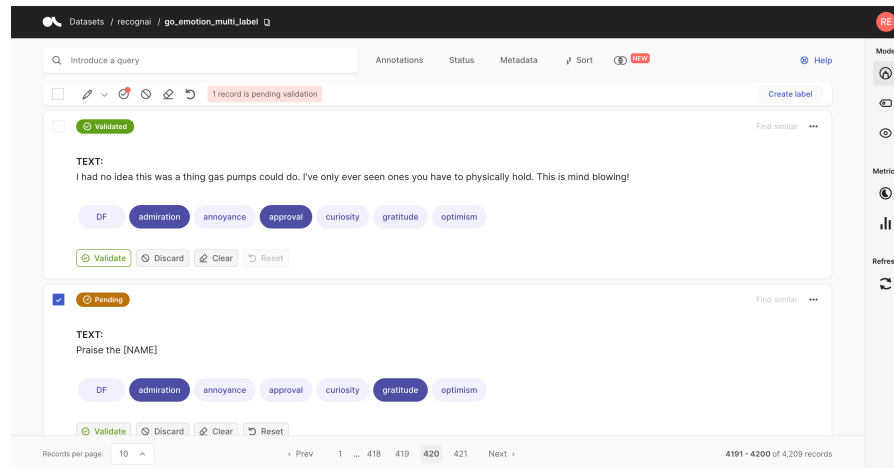 Datasets / recognai / go_emotion_multi_label
RE
Introduce a query
Annotations Status Metadata Sort NEW Help
1 record is pending validation Create label
Validated Find similar
TEXT:
I had no idea this was a thing gas pumps could do. I've only ever seen ones you have to physically hold. This is mind blowing!
DF admiration annoyance approval curiosity gratitude optimism
Validate Discard Clear Reset
Pending Find similar
TEXT:
Praise the [NAME]
DF admiration annoyance approval curiosity gratitude optimism
Validate Discard Clear Reset
Records per page: 10 ‹ Prev 1 ... 418 419 420 421 Next › 4191 - 4200 of 4,209 records
Mode
Metric
Refres